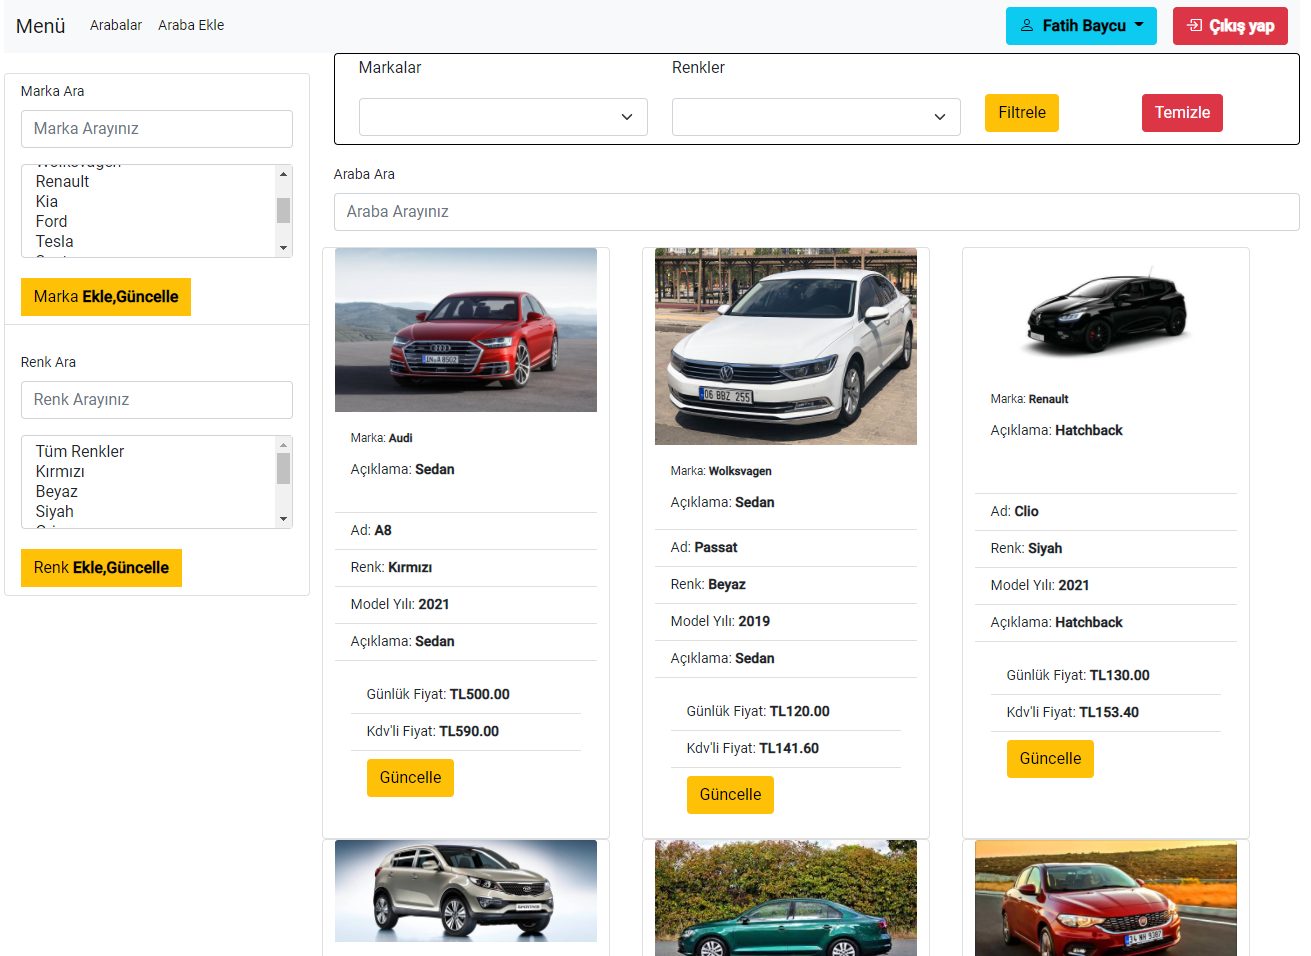 Menü
Arabalar
Araba Ekle
Fatih Baycu
Çıkış yap
Marka Ara
Marka Arayınız
Wolksvagen
Renault
Kia
Ford
Tesla
Marka Ekle,Güncelle
Renk Ara
Renk Arayınız
Tüm Renkler
Kırmızı
Beyaz
Siyah
Renk Ekle,Güncelle
Markalar
Renkler
Filtrele
Temizle
Araba Ara
Araba Arayınız
IN·A 8502
Marka: Audi
Açıklama: Sedan
Ad: A8
Renk: Kırmızı
Model Yılı: 2021
Açıklama: Sedan
Günlük Fiyat: TL500.00
Kdv'li Fiyat: TL590.00
Güncelle
06 BBZ 255
Marka: Wolksvagen
Açıklama: Sedan
Ad: Passat
Renk: Beyaz
Model Yılı: 2019
Açıklama: Sedan
Günlük Fiyat: TL120.00
Kdv'li Fiyat: TL141.60
Güncelle
Marka: Renault
Açıklama: Hatchback
Ad: Clio
Renk: Siyah
Model Yılı: 2021
Açıklama: Hatchback
Günlük Fiyat: TL130.00
Kdv'li Fiyat: TL153.40
Güncelle